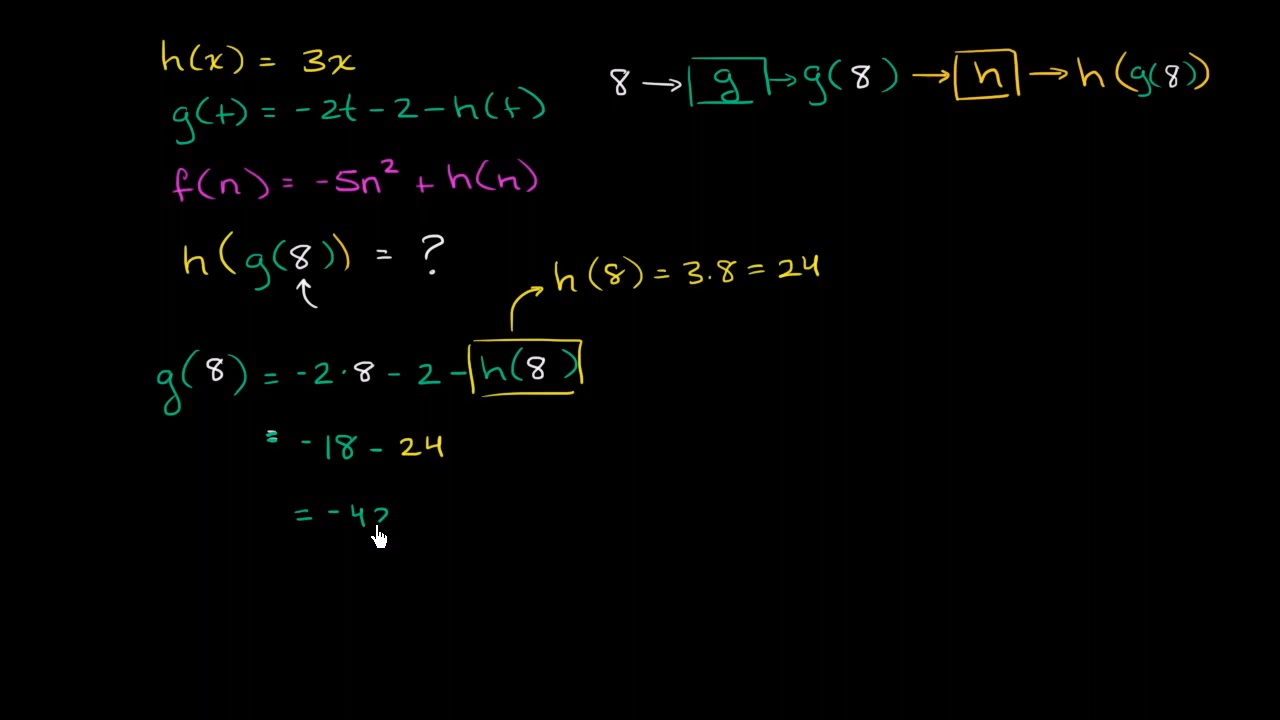 h(x) = 3x
8 → g → g(8) → h → h(g(8))
g(t) = -2t - 2 - h(t)
f(n) = -5n² + h(n)
h(g(8)) = ?
h(8) = 3·8 = 24
g(8) = -2·8 - 2 - h(8)
= -18 - 24
= -42